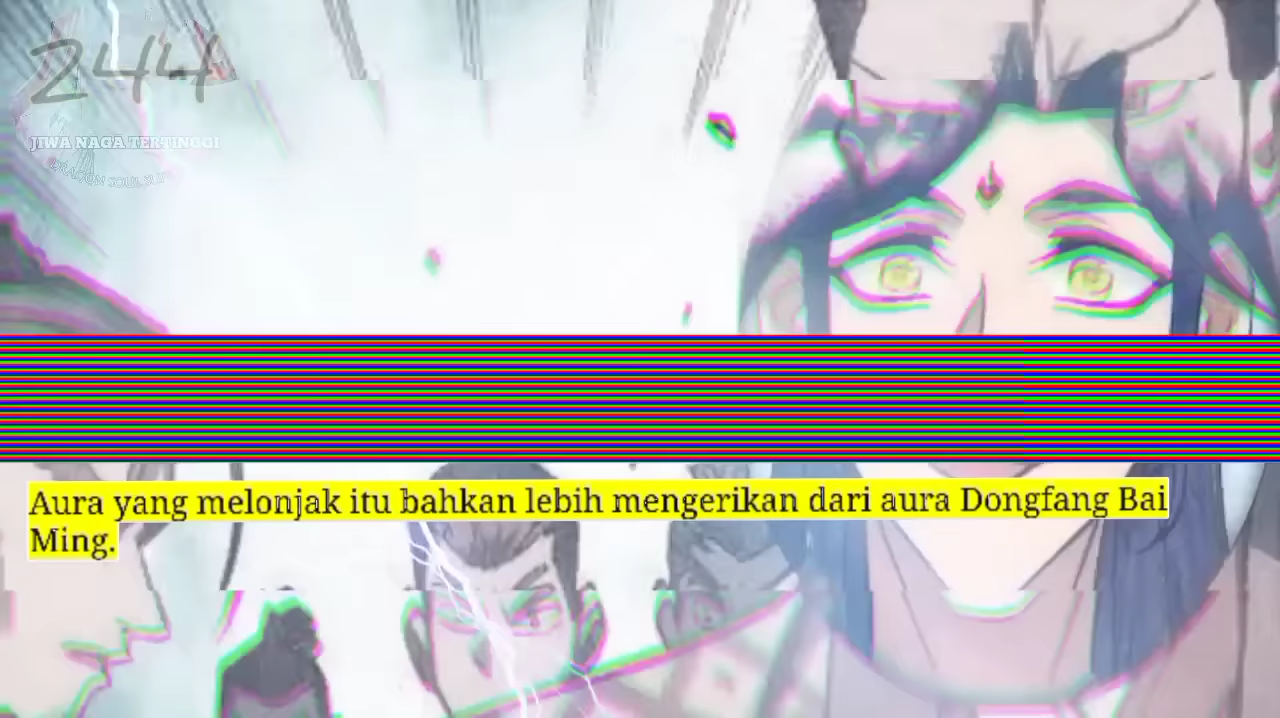 244
JIWA NAGA TERTINGGI
Aura yang melonjak itu bahkan lebih mengerikan dari aura Dongfang Bai
Ming.